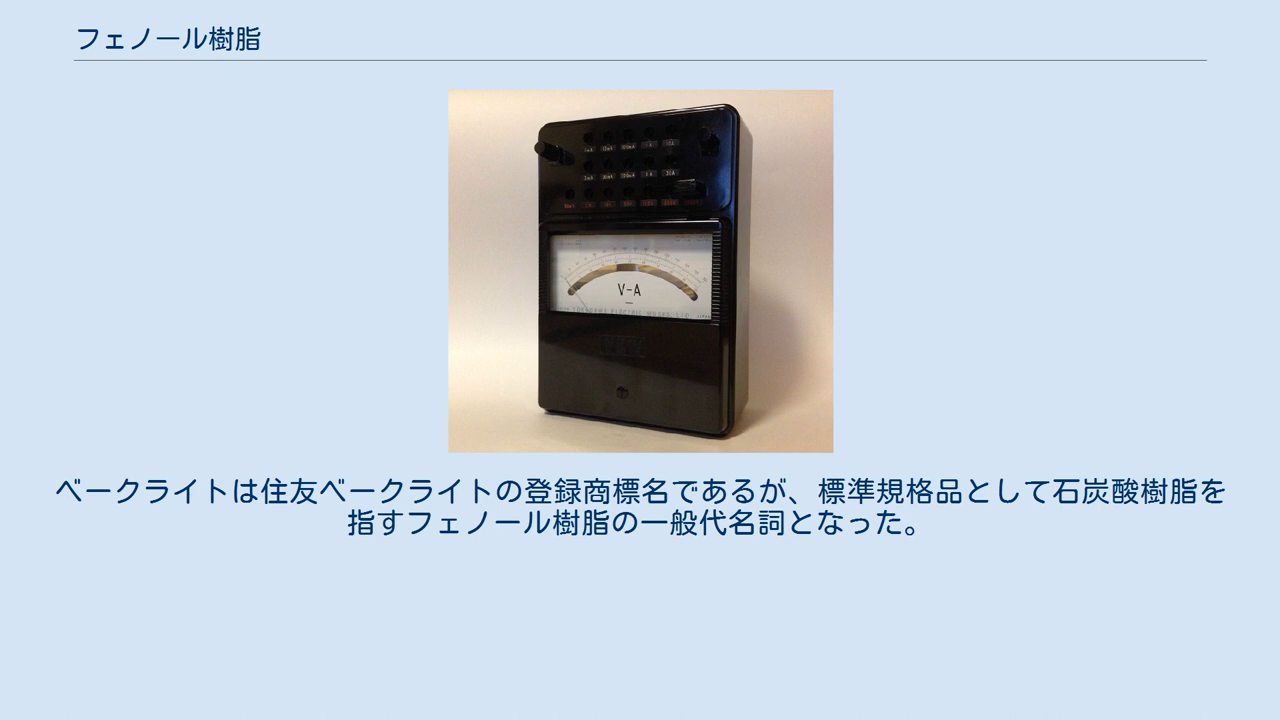 フェノール樹脂
V-A
ベークライトは住友ベークライトの登録商標名であるが、標準規格品として石炭酸樹脂を
指すフェノール樹脂の一般代名詞となった。